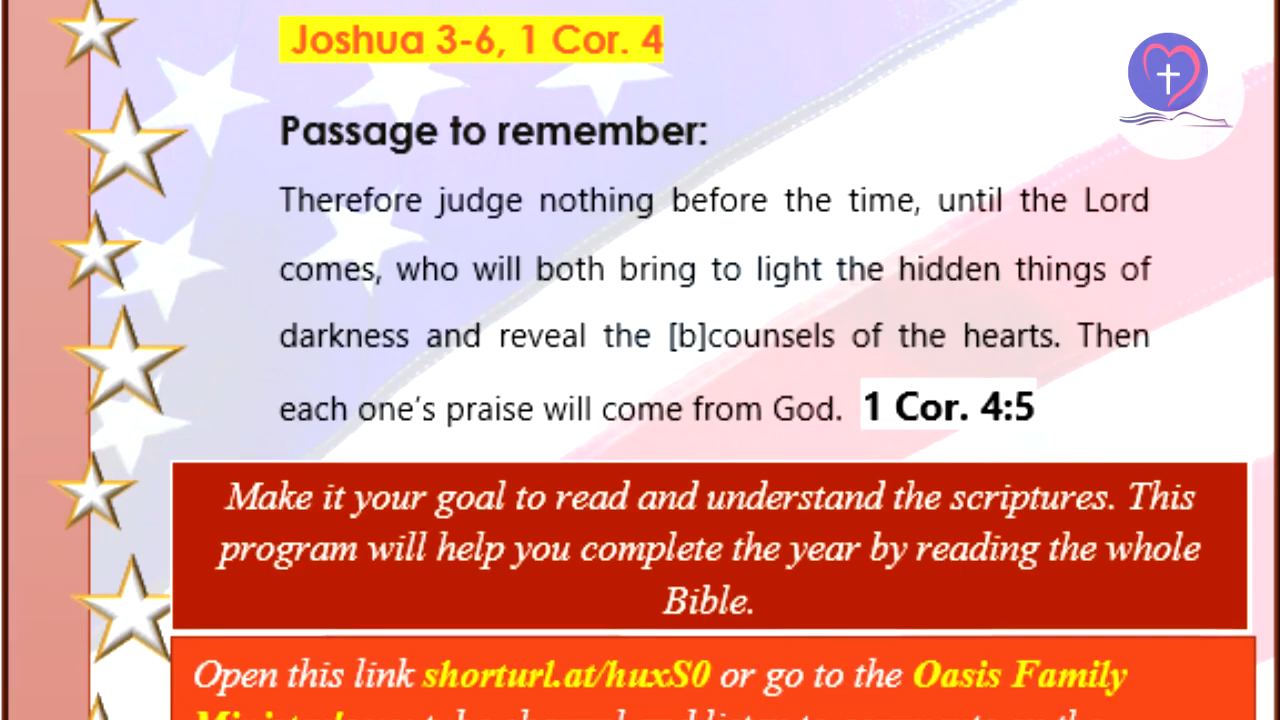 Joshua 3-6, 1 Cor. 4
Passage to remember:
Therefore judge nothing before the time, until the Lord
comes, who will both bring to light the hidden things of
darkness and reveal the [b]counsels of the hearts. Then
each one’s praise will come from God. 1 Cor. 4:5
Make it your goal to read and understand the scriptures. This
program will help you complete the year by reading the whole
Bible.
Open this link shorturl.at/huxS0 or go to the Oasis Family